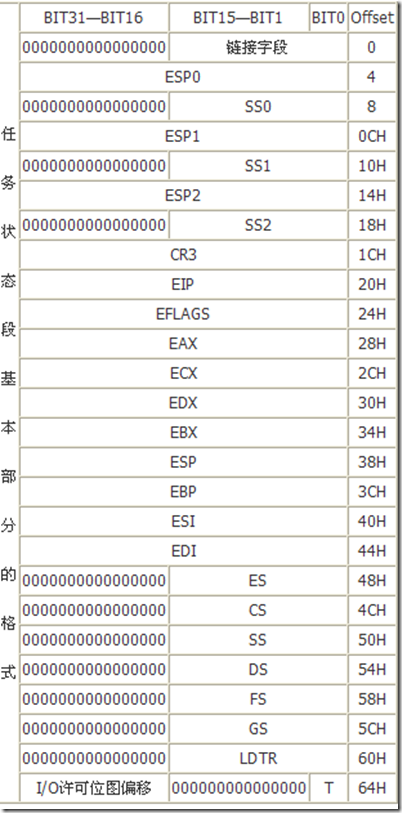 BIT31—BIT16 BIT15—BIT1 BIT0 Offset
0000000000000000 链接字段 0
ESP0 4
0000000000000000 SS0 8
ESP1 0CH
0000000000000000 SS1 10H
ESP2 14H
0000000000000000 SS2 18H
CR3 1CH
EIP 20H
EFLAGS 24H
EAX 28H
ECX 2CH
EDX 30H
EBX 34H
ESP 38H
EBP 3CH
ESI 40H
EDI 44H
0000000000000000 ES 48H
0000000000000000 CS 4CH
0000000000000000 SS 50H
0000000000000000 DS 54H
0000000000000000 FS 58H
0000000000000000 GS 5CH
0000000000000000 LDTR 60H
I/O许可位图偏移 000000000000000 T 64H
任务状态段基本部分的格式